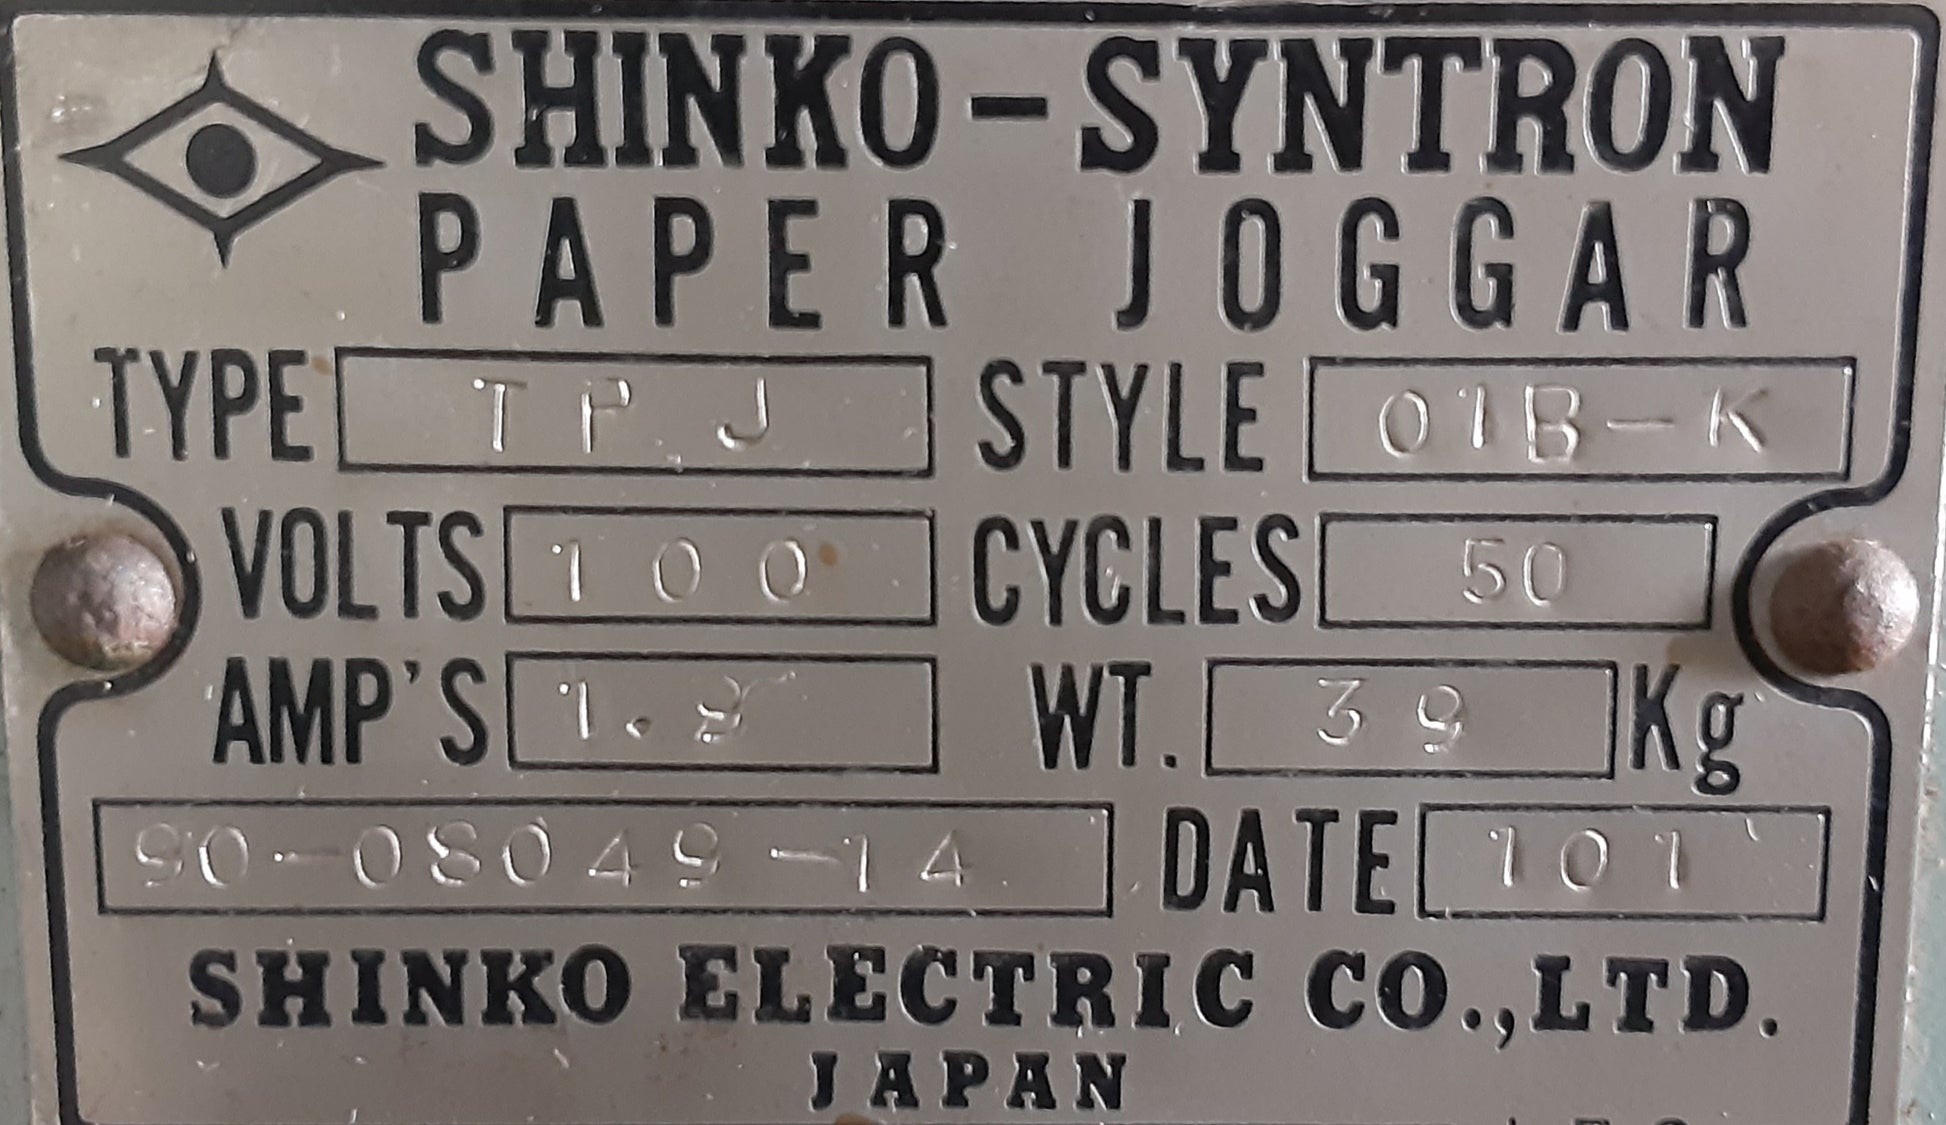 SHINKO-SYNTRON
PAPER JOGGAR
TYPE TPJ STYLE 01B-K
VOLTS 100 CYCLES 50
AMP'S WT. 39 Kg
90-08049-14 DATE 101
SHINKO ELECTRIC CO.,LTD.
JAPAN